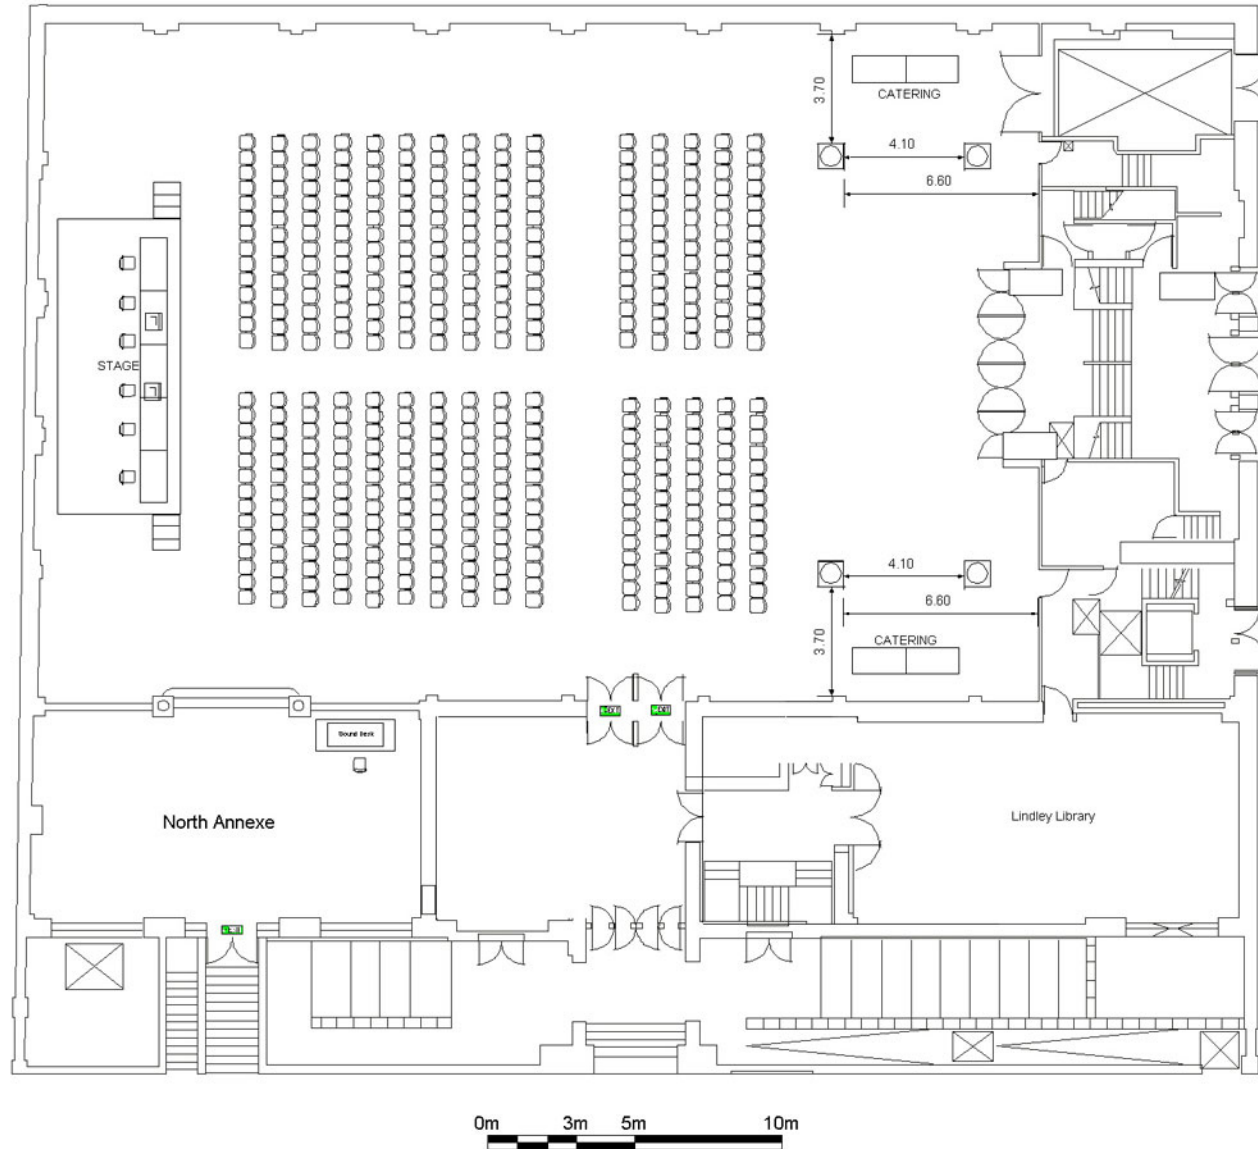 3.70
CATERING
4.10
6.60
STAGE
4.10
6.60
3.70
CATERING
Sound Desk
North Annexe
Lindley Library
0m 3m 5m 10m